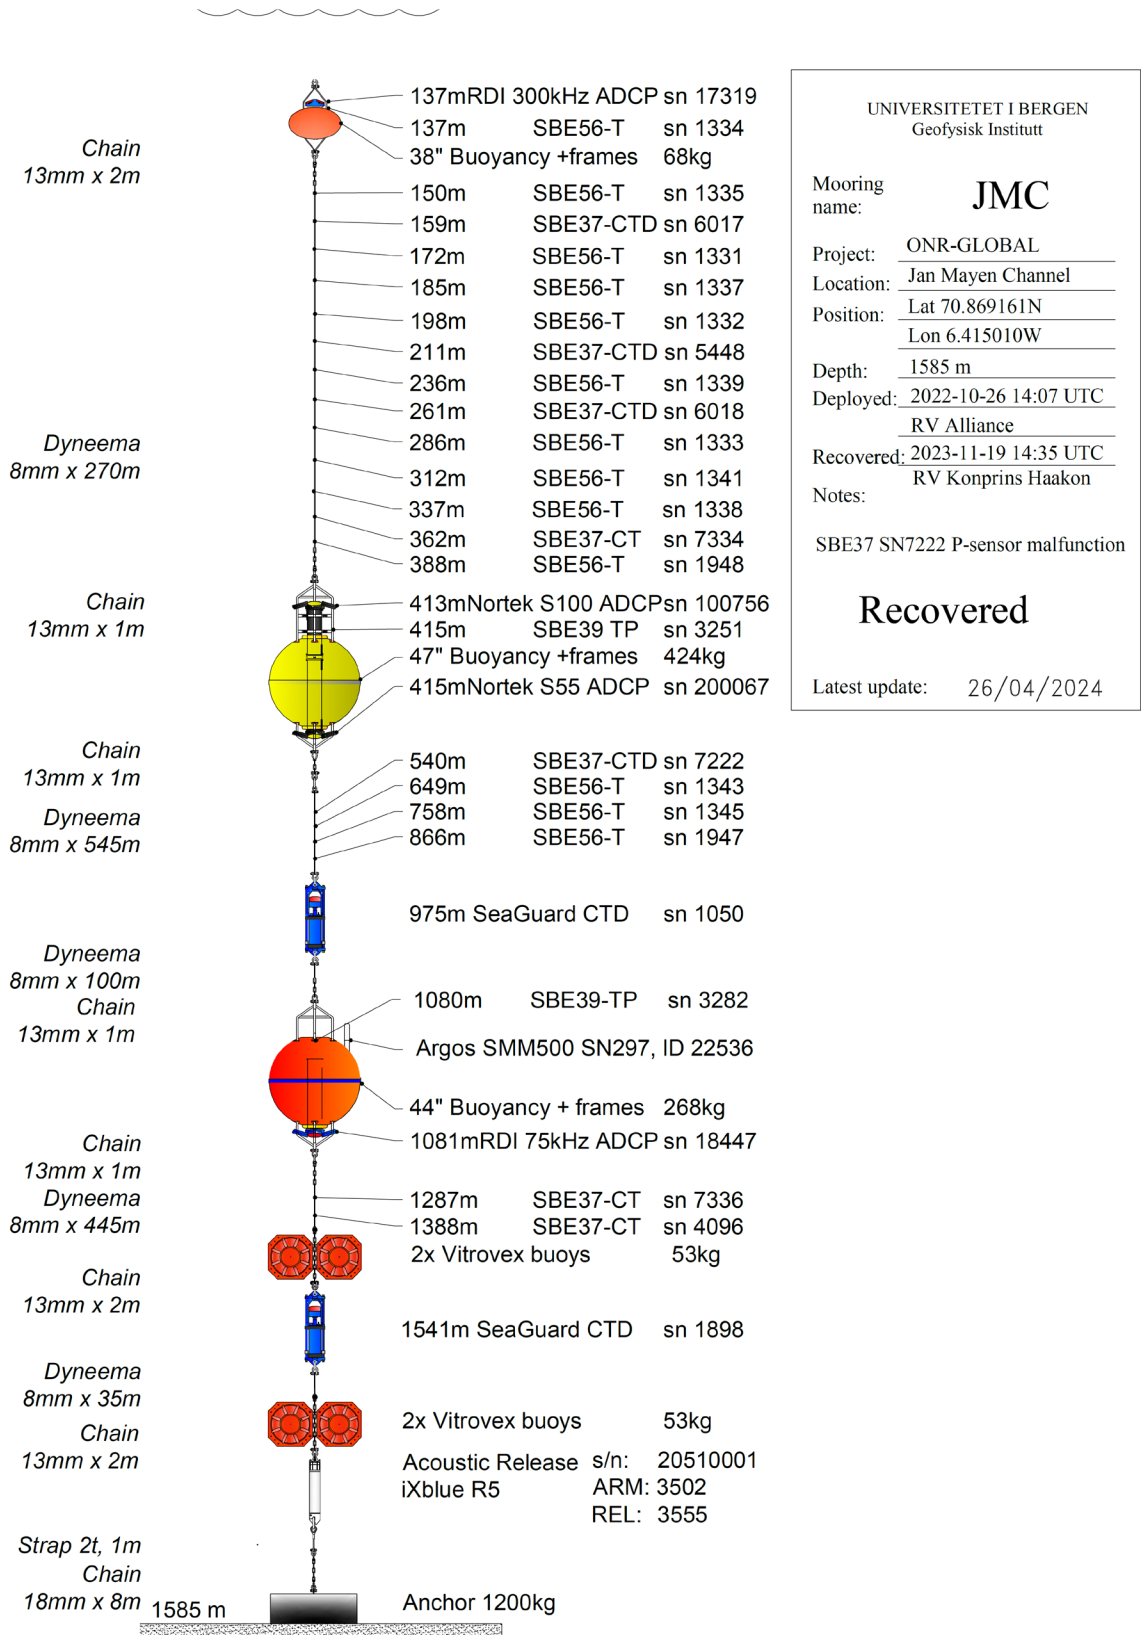 137mRDI 300kHz ADCP sn 17319
137m SBE56-T sn 1334
38" Buoyancy +frames 68kg
Chain
13mm x 2m
150m SBE56-T sn 1335
159m SBE37-CTD sn 6017
172m SBE56-T sn 1331
185m SBE56-T sn 1337
198m SBE56-T sn 1332
211m SBE37-CTD sn 5448
236m SBE56-T sn 1339
261m SBE37-CTD sn 6018
286m SBE56-T sn 1333
Dyneema
8mm x 270m
312m SBE56-T sn 1341
337m SBE56-T sn 1338
362m SBE37-CT sn 7334
388m SBE56-T sn 1948
Chain
13mm x 1m
413mNortek S100 ADCPsn 100756
415m SBE39 TP sn 3251
47" Buoyancy +frames 424kg
415mNortek S55 ADCP sn 200067
Chain
13mm x 1m
540m SBE37-CTD sn 7222
649m SBE56-T sn 1343
758m SBE56-T sn 1345
866m SBE56-T sn 1947
Dyneema
8mm x 545m
975m SeaGuard CTD sn 1050
Dyneema
8mm x 100m
Chain
13mm x 1m
1080m SBE39-TP sn 3282
Argos SMM500 SN297, ID 22536
44" Buoyancy + frames 268kg
1081mRDI 75kHz ADCP sn 18447
Chain
13mm x 1m
Dyneema
8mm x 445m
1287m SBE37-CT sn 7336
1388m SBE37-CT sn 4096
2x Vitrovex buoys 53kg
Chain
13mm x 2m
1541m SeaGuard CTD sn 1898
Dyneema
8mm x 35m
Chain
13mm x 2m
2x Vitrovex buoys 53kg
Acoustic Release s/n: 20510001
iXblue R5 ARM: 3502
REL: 3555
Strap 2t, 1m
Chain
18mm x 8m
1585 m
Anchor 1200kg
UNIVERSITETET I BERGEN
Geofysisk Institutt
Mooring
name: JMC
Project: ONR-GLOBAL
Location: Jan Mayen Channel
Position: Lat 70.869161N
Lon 6.415010W
Depth: 1585 m
Deployed: 2022-10-26 14:07 UTC
RV Alliance
Recovered: 2023-11-19 14:35 UTC
RV Konprins Haakon
Notes:
SBE37 SN7222 P-sensor malfunction
Recovered
Latest update: 26/04/2024